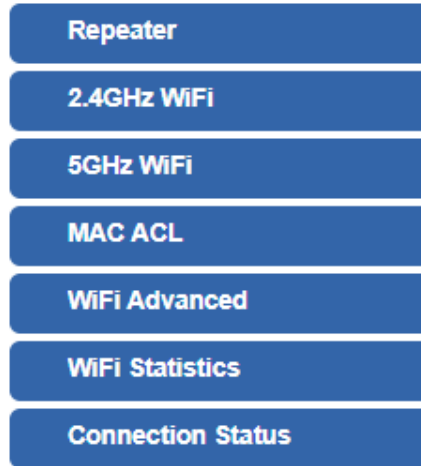 Repeater
2.4GHz WiFi
5GHz WiFi
MAC ACL
WiFi Advanced
WiFi Statistics
Connection Status